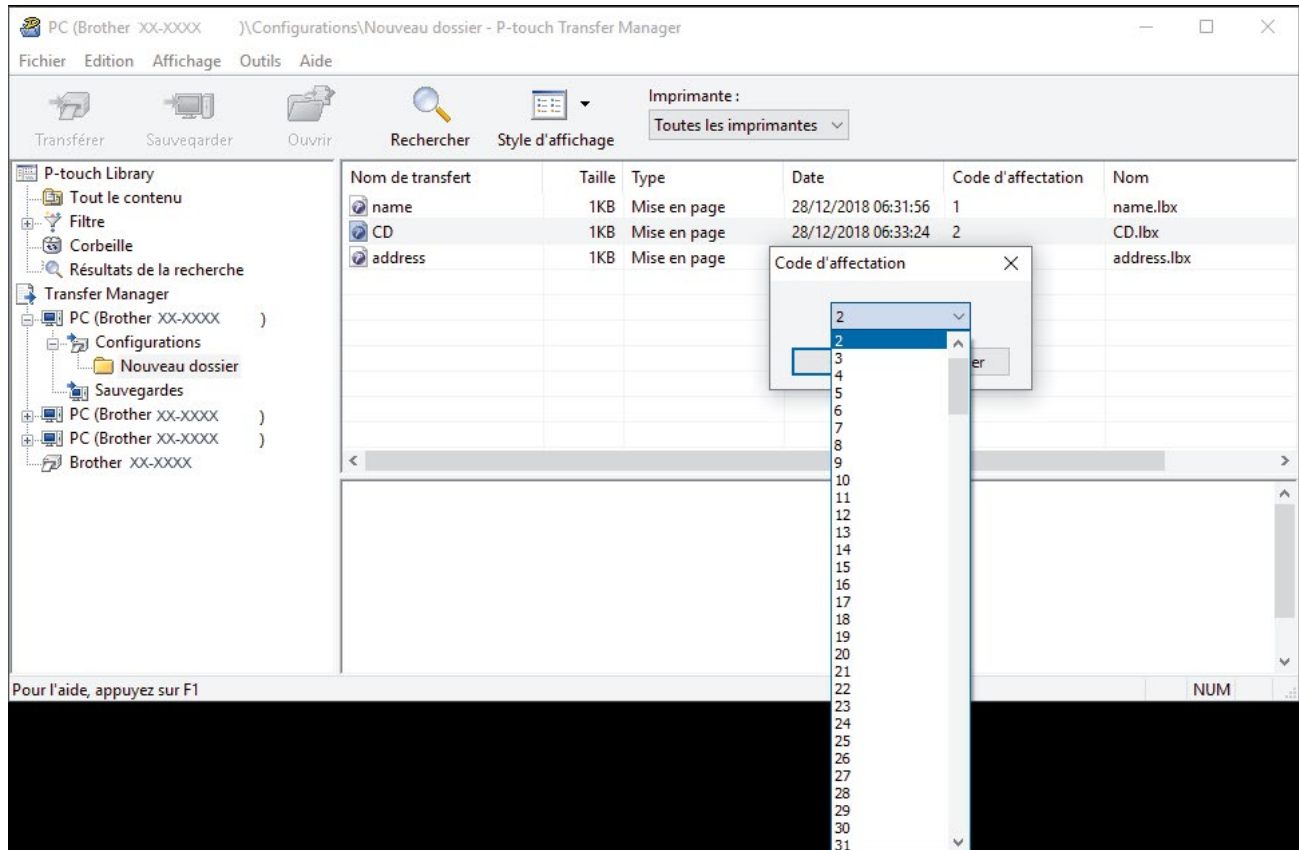 PC (Brother XX-XXXX )\Configurations\Nouveau dossier - P-touch Transfer Manager
Fichier Edition Affichage Outils Aide
Transférer Sauvegarder Ouvrir Rechercher Style d'affichage
Imprimante :
Toutes les imprimantes
P-touch Library
Tout le contenu
Filtre
Corbeille
Résultats de la recherche
Transfer Manager
PC (Brother XX-XXXX )
Configurations
Nouveau dossier
Sauvegardes
PC (Brother XX-XXXX )
PC (Brother XX-XXXX )
Brother XX-XXXX
Nom de transfert Taille Type Date Code d'affectation Nom
name 1KB Mise en page 28/12/2018 06:31:56 1 name.lbx
CD 1KB Mise en page 28/12/2018 06:33:24 2 CD.lbx
address 1KB Mise en page address.lbx
Code d'affectation
2
er
2
3
4
5
6
7
8
9
10
11
12
13
14
15
16
17
18
19
20
21
22
23
24
25
26
27
28
29
30
31
Pour l'aide, appuyez sur F1 NUM